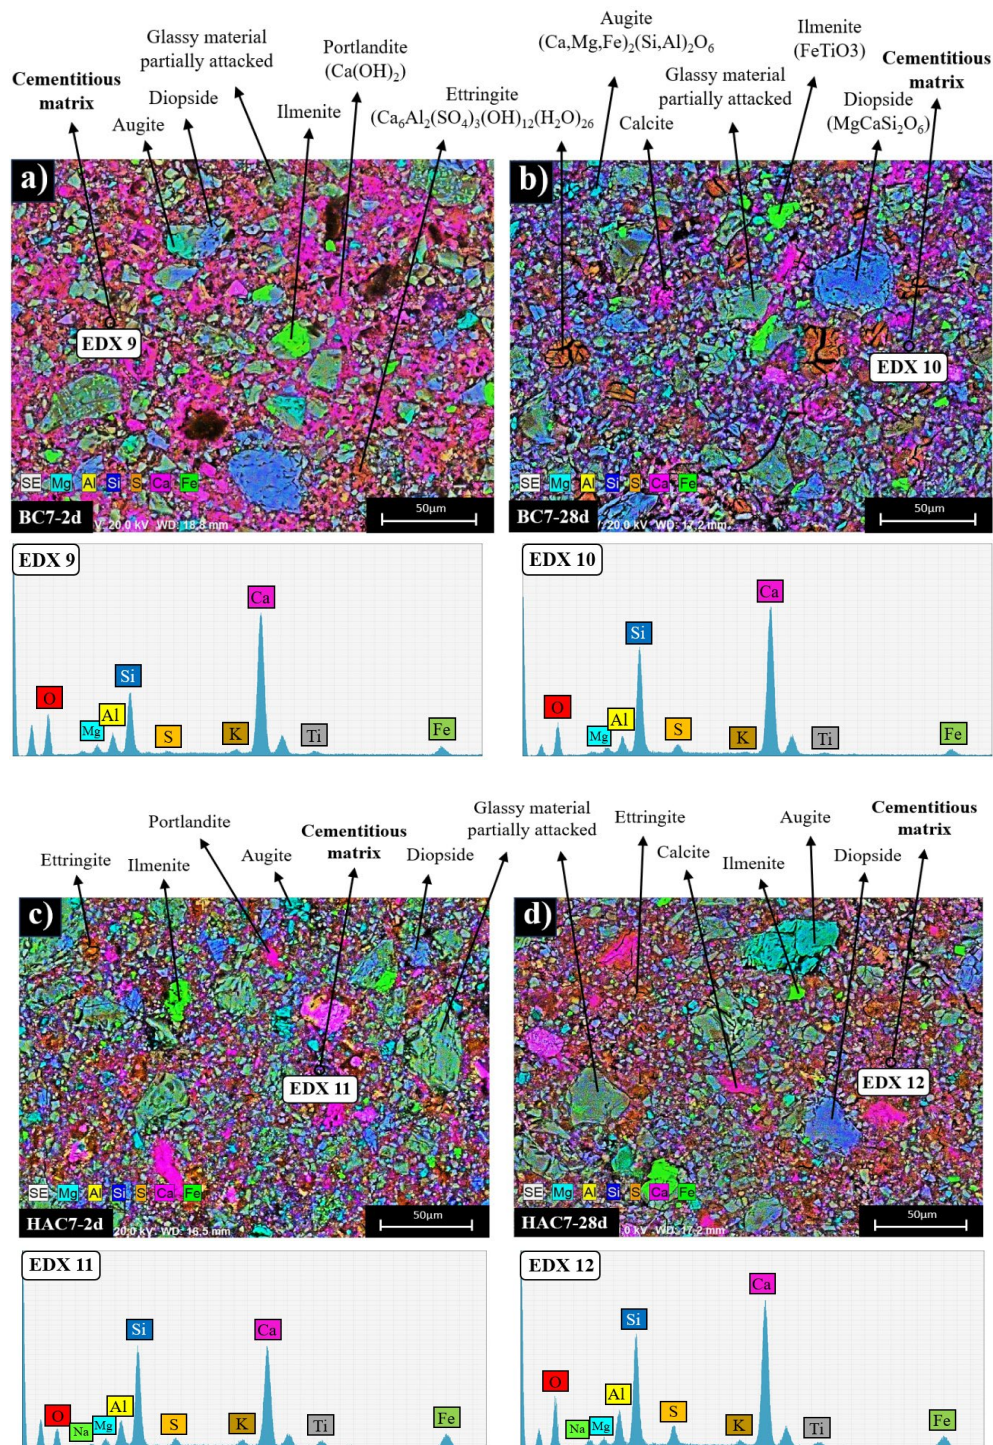 Cementitious
matrix
Augite
Diopside
Glassy material
partially attacked
Ilmenite
Portlandite
(Ca(OH)2)
Ettringite
(Ca6Al2(SO4)3(OH)12(H2O)26
Augite
(Ca,Mg,Fe)2(Si,Al)2O6
Calcite
Glassy material
partially attacked
Ilmenite
(FeTiO3)
Diopside
(MgCaSi2O6)
Cementitious
matrix
a)
EDX 9
SE Mg Al Si S Ca Fe
BC7-2d
V 20,0 kV WD: 18,8 mm
50μm
b)
EDX 10
SE Mg Al Si S Ca Fe
BC7-28d
20,0 kV WD: 17,2 mm
50μm
EDX 9
O Mg Al Si S K Ca Ti Fe
EDX 10
O Mg Al Si S K Ca Ti Fe
Ettringite
Ilmenite
Portlandite
Augite
Cementitious
matrix
Diopside
Glassy material
partially attacked
Ettringite
Calcite
Ilmenite
Augite
Diopside
Cementitious
matrix
c)
EDX 11
SE Mg Al Si S Ca Fe
HAC7-2d
20,0 kV WD: 16,5 mm
50μm
d)
EDX 12
SE Mg Al Si S Ca Fe
HAC7-28d
,0 kV WD: 17,2 mm
50μm
EDX 11
O Na Mg Al Si S K Ca Ti Fe
EDX 12
O Na Mg Al Si S K Ca Ti Fe